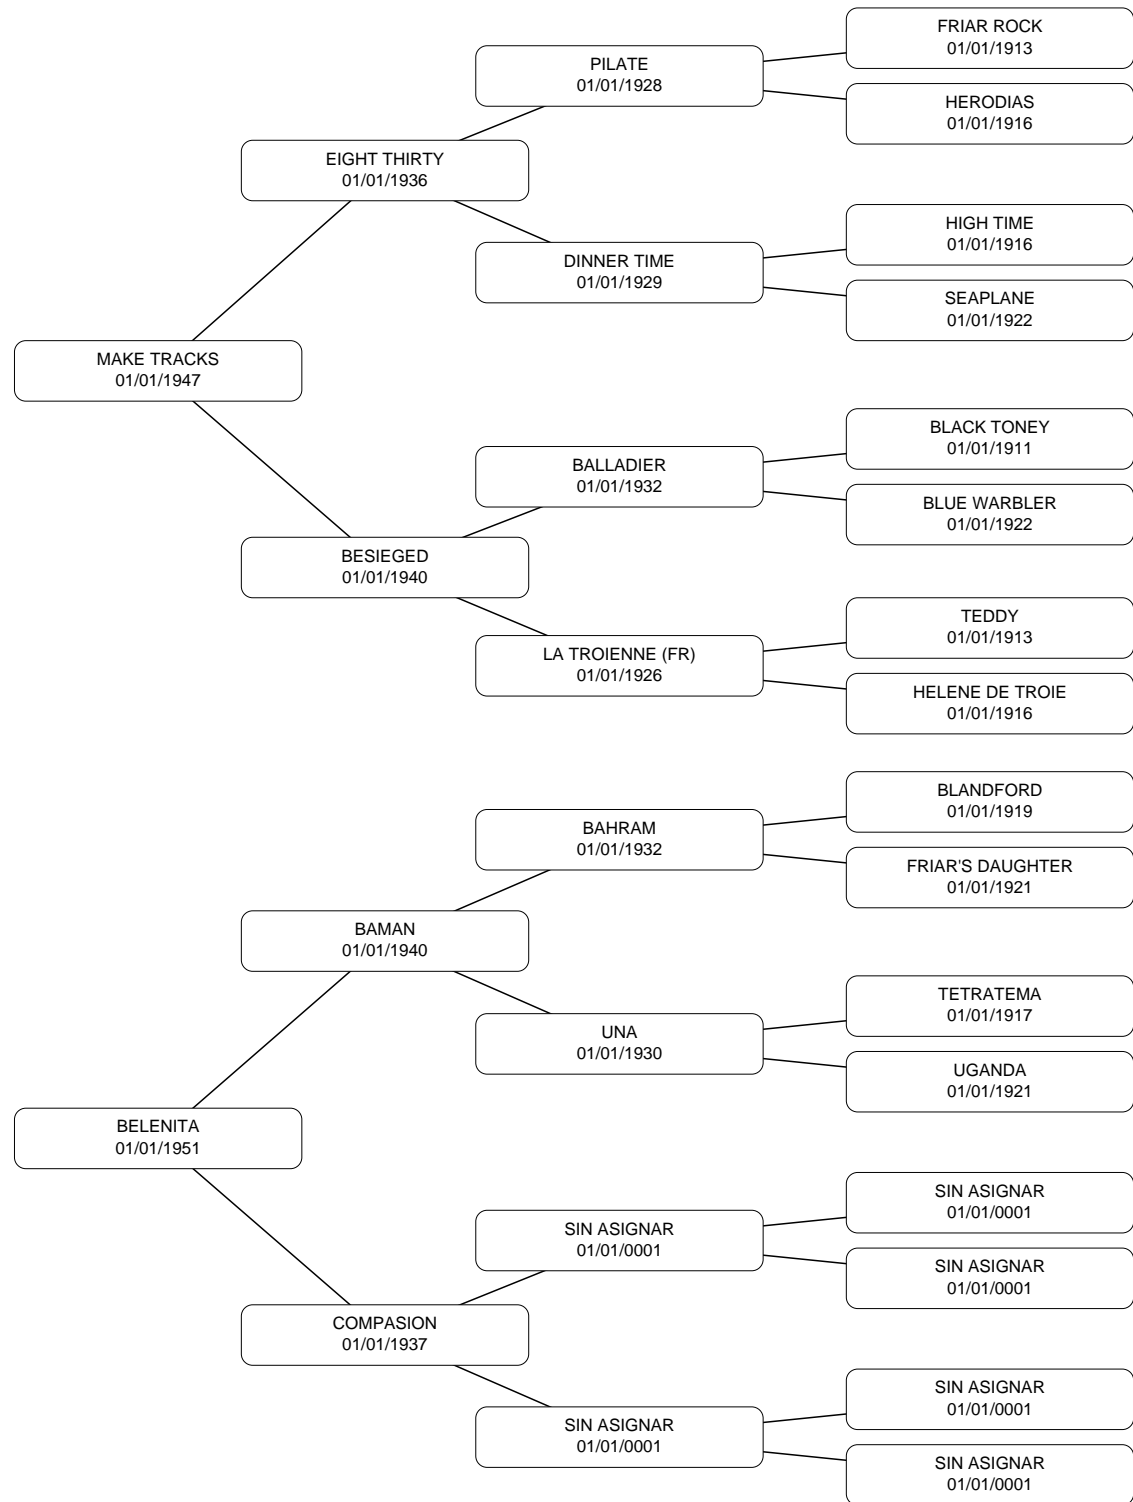 FRIAR ROCK
01/01/1913
PILATE
01/01/1928
HERODIAS
01/01/1916
EIGHT THIRTY
01/01/1936
HIGH TIME
01/01/1916
DINNER TIME
01/01/1929
SEAPLANE
01/01/1922
MAKE TRACKS
01/01/1947
BLACK TONEY
01/01/1911
BALLADIER
01/01/1932
BLUE WARBLER
01/01/1922
BESIEGED
01/01/1940
TEDDY
01/01/1913
LA TROIENNE (FR)
01/01/1926
HELENE DE TROIE
01/01/1916
BLANDFORD
01/01/1919
BAHRAM
01/01/1932
FRIAR'S DAUGHTER
01/01/1921
BAMAN
01/01/1940
TETRATEMA
01/01/1917
UNA
01/01/1930
UGANDA
01/01/1921
BELENITA
01/01/1951
SIN ASIGNAR
01/01/0001
SIN ASIGNAR
01/01/0001
SIN ASIGNAR
01/01/0001
COMPASION
01/01/1937
SIN ASIGNAR
01/01/0001
SIN ASIGNAR
01/01/0001
SIN ASIGNAR
01/01/0001